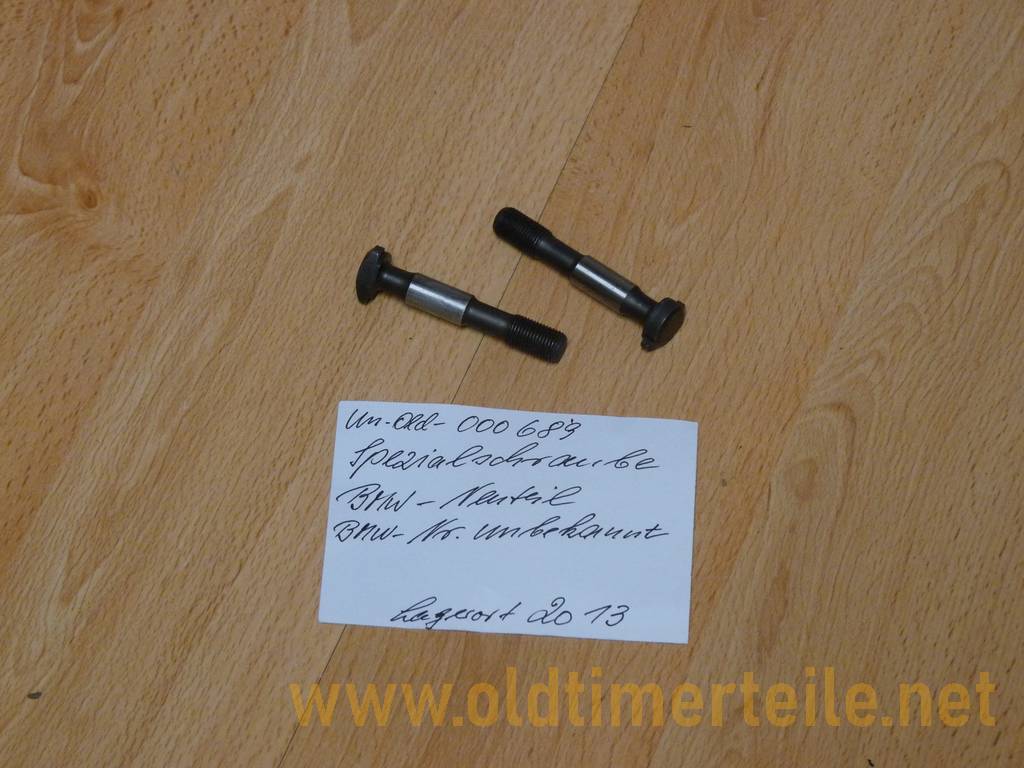 Un-Old-000689
Spezialschraube
BMW-Neuteil
BMW-Nr. unbekannt
Lagerort 2013
www.oldtimerteile.net